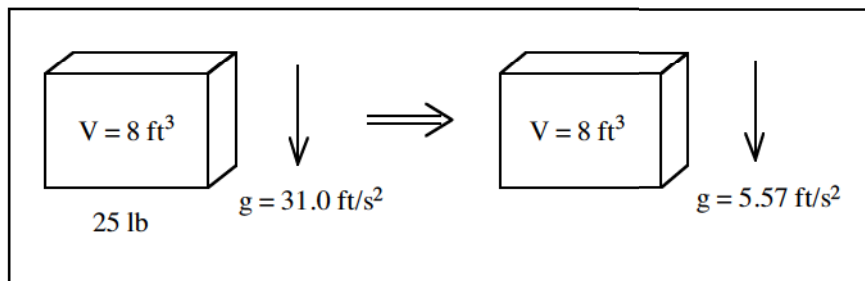 V = 8 ft³
25 lb
g = 31.0 ft/s²
V = 8 ft³
g = 5.57 ft/s²